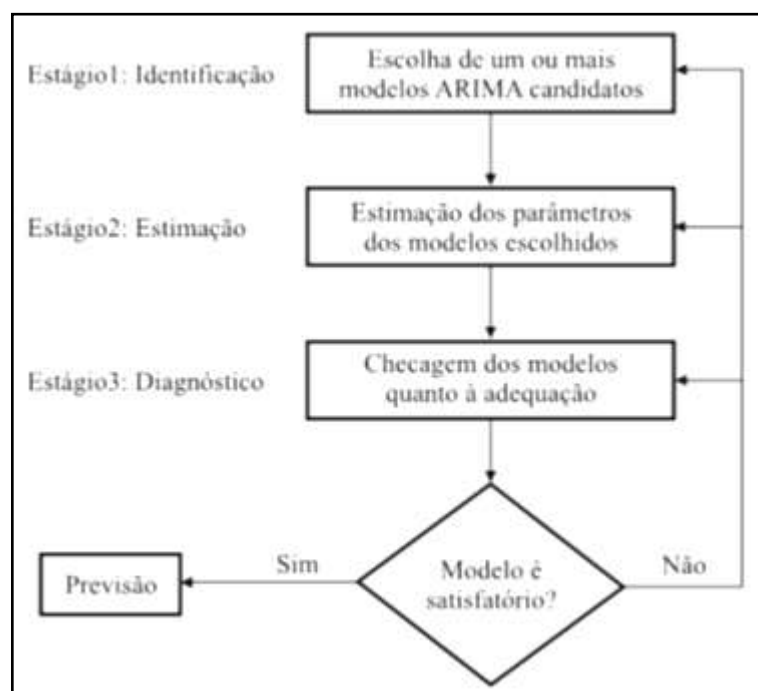 Estágio1: Identificação
Escolha de um ou mais
modelos ARIMA candidatos
Estágio2: Estimação
Estimação dos parâmetros
dos modelos escolhidos
Estágio3: Diagnóstico
Checagem dos modelos
quanto à adequação
Sim
Não
Previsão
Modelo é
satisfatório?